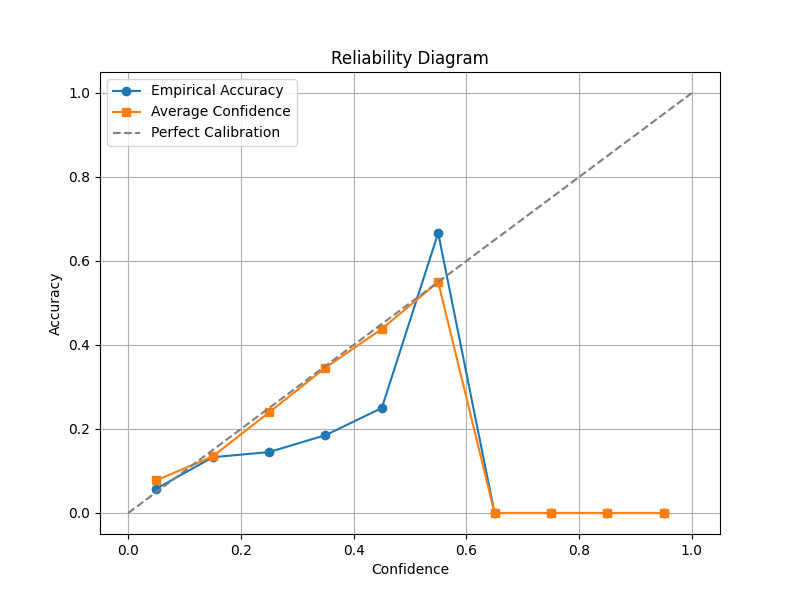 Reliability Diagram
Empirical Accuracy
Average Confidence
Perfect Calibration
1.0
0.8
0.6
0.4
0.2
0.0
Accuracy
0.0 0.2 0.4 0.6 0.8 1.0
Confidence